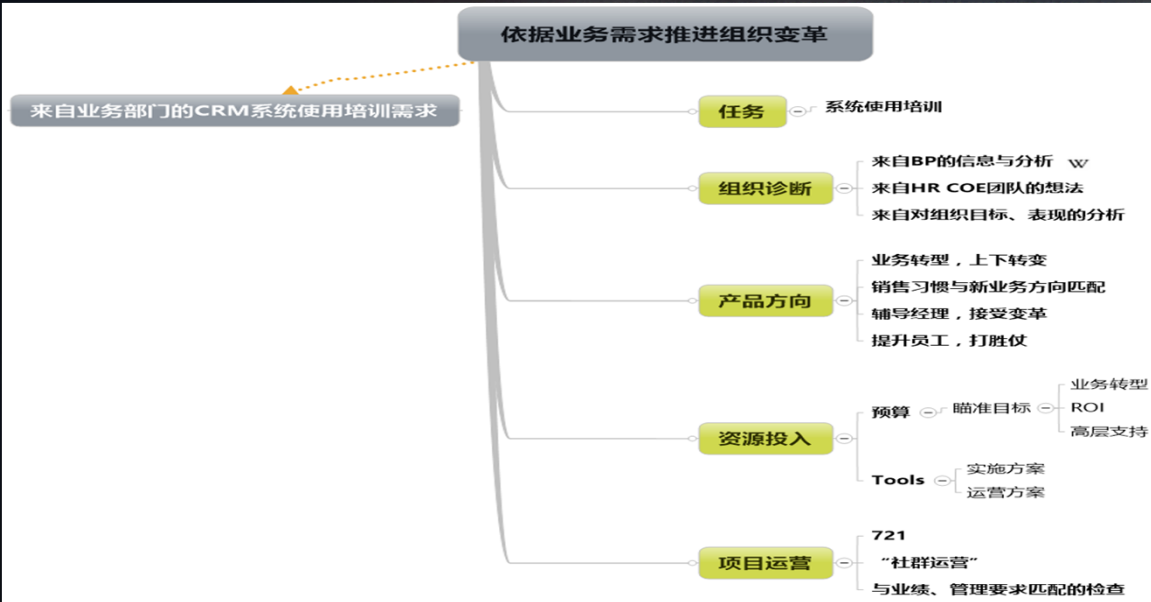 依据业务需求推进组织变革
来自业务部门的CRM系统使用培训需求
任务
系统使用培训
组织诊断
来自BP的信息与分析
来自HR COE团队的想法
来自对组织目标、表现的分析
产品方向
业务转型，上下转变
销售习惯与新业务方向匹配
辅导经理，接受变革
提升员工，打胜仗
资源投入
预算
瞄准目标
业务转型
ROI
高层支持
Tools
实施方案
运营方案
项目运营
721
“社群运营”
与业绩、管理要求匹配的检查